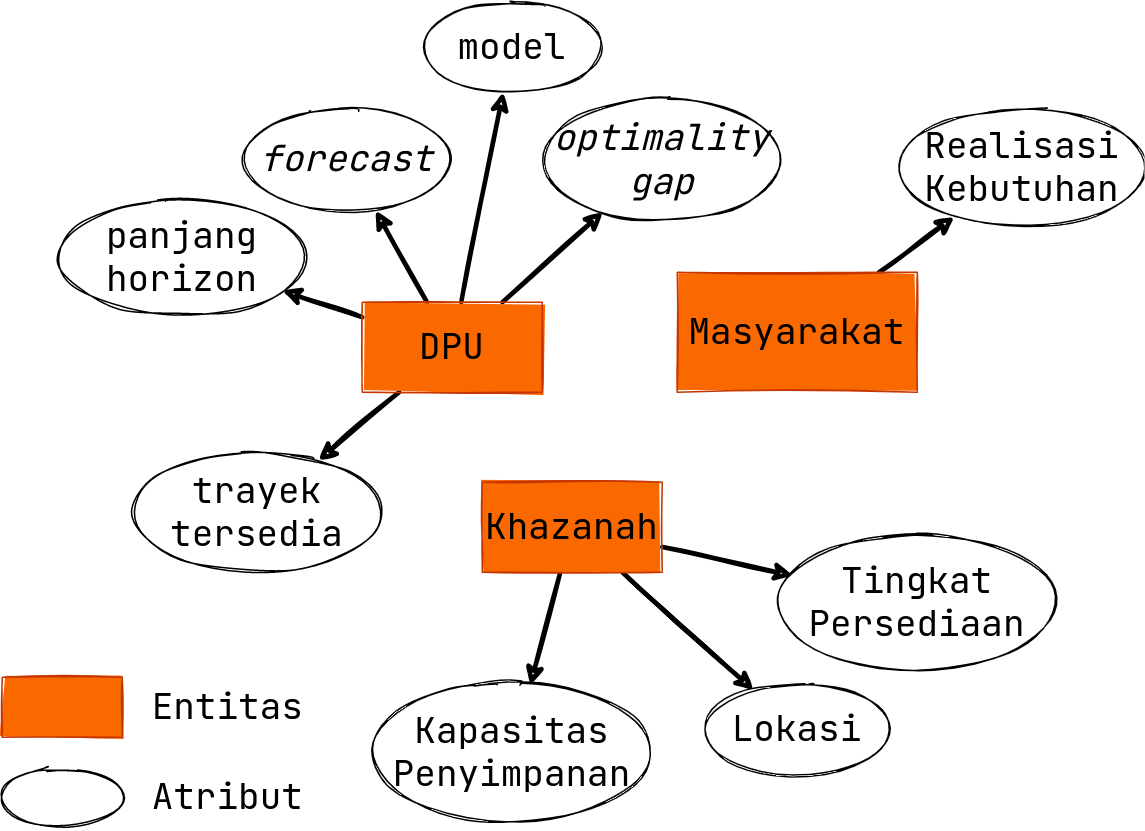 model
forecast
optimality
gap
Realisasi
Kebutuhan
panjang
horizon
DPU
Masyarakat
trayek
tersedia
Khazanah
Tingkat
Persediaan
Kapasitas
Penyimpanan
Lokasi
Entitas
Atribut